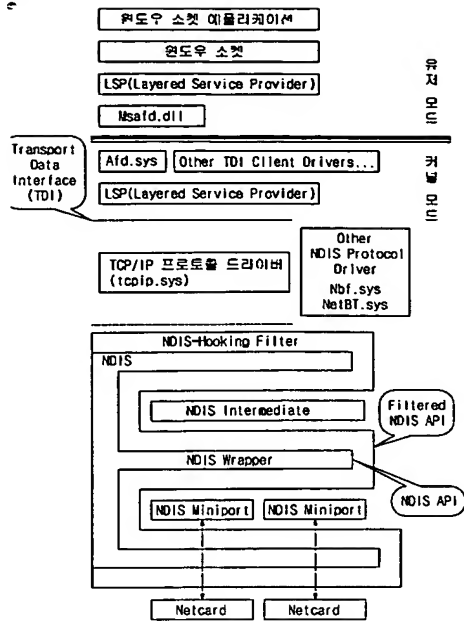 윈도우 소켓 애플리케이션
윈도우 소켓
LSP(Layered Service Provider)
Msafd.dll
유저 모드
Transport
Data
Interface
(TDI)
Afd.sys
Other TDI Client Drivers...
LSP(Layered Service Provider)
커널 모드
TCP/IP 프로토콜 드라이버
(tcpip.sys)
Other
NDIS Protocol
Driver
Nbf.sys
NetBT.sys
NDIS-Hooking Filter
NDIS
NDIS Intermediate
Filtered
NDIS API
NDIS Wrapper
NDIS API
NDIS Miniport
NDIS Miniport
Netcard
Netcard